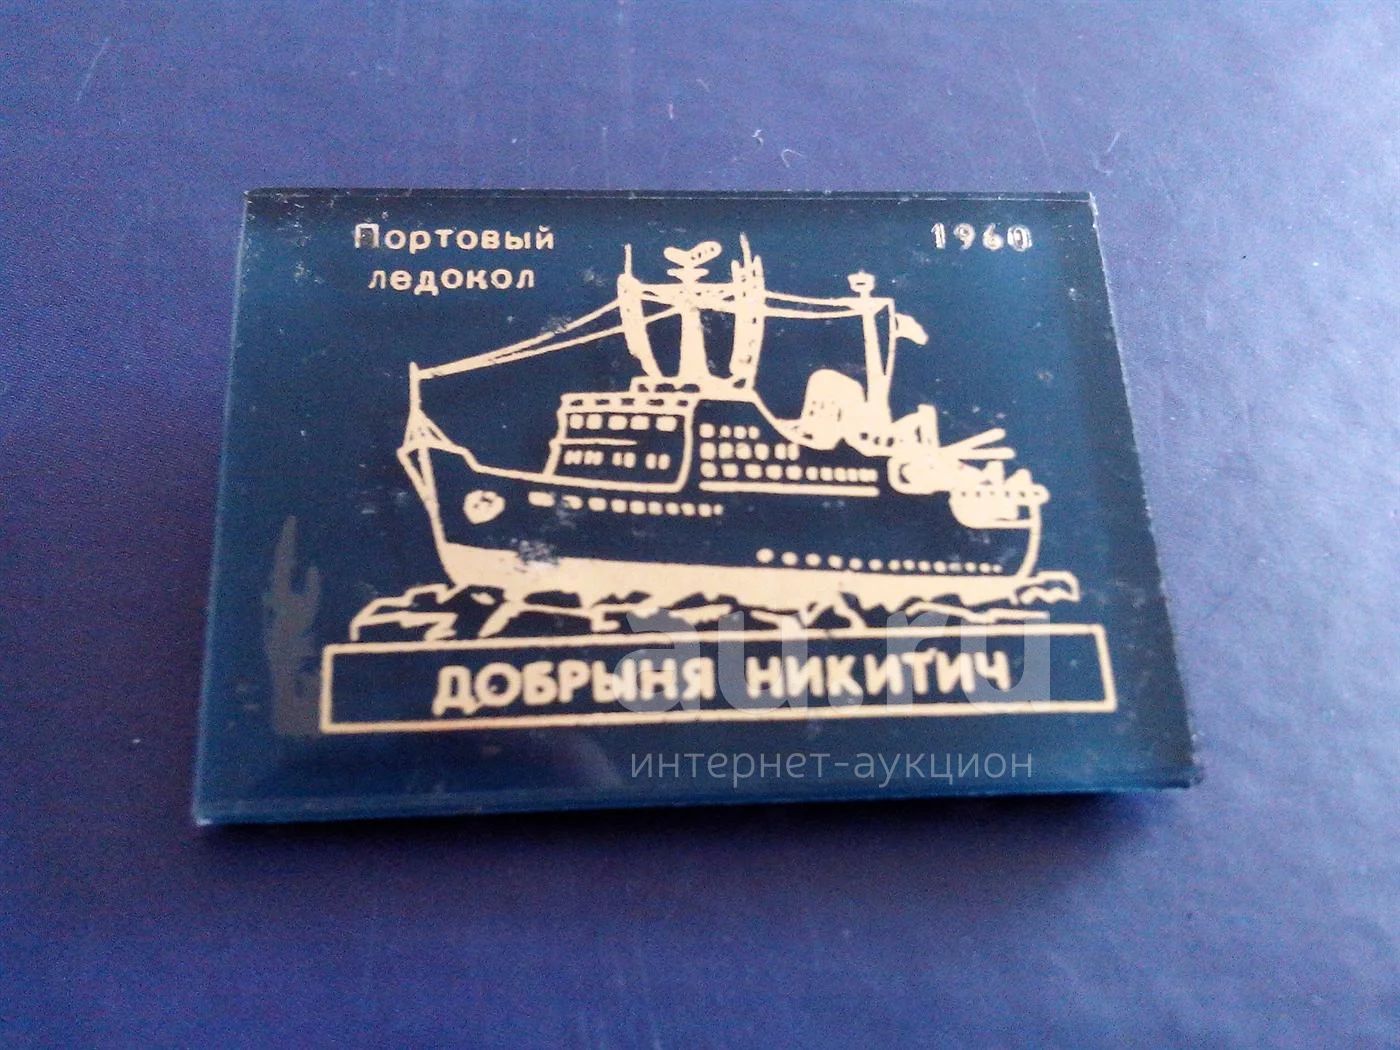 Портовый
ледокол
1960
ДОБРЫНЯ НИКИТИЧ
au.ru
интернет-аукцион